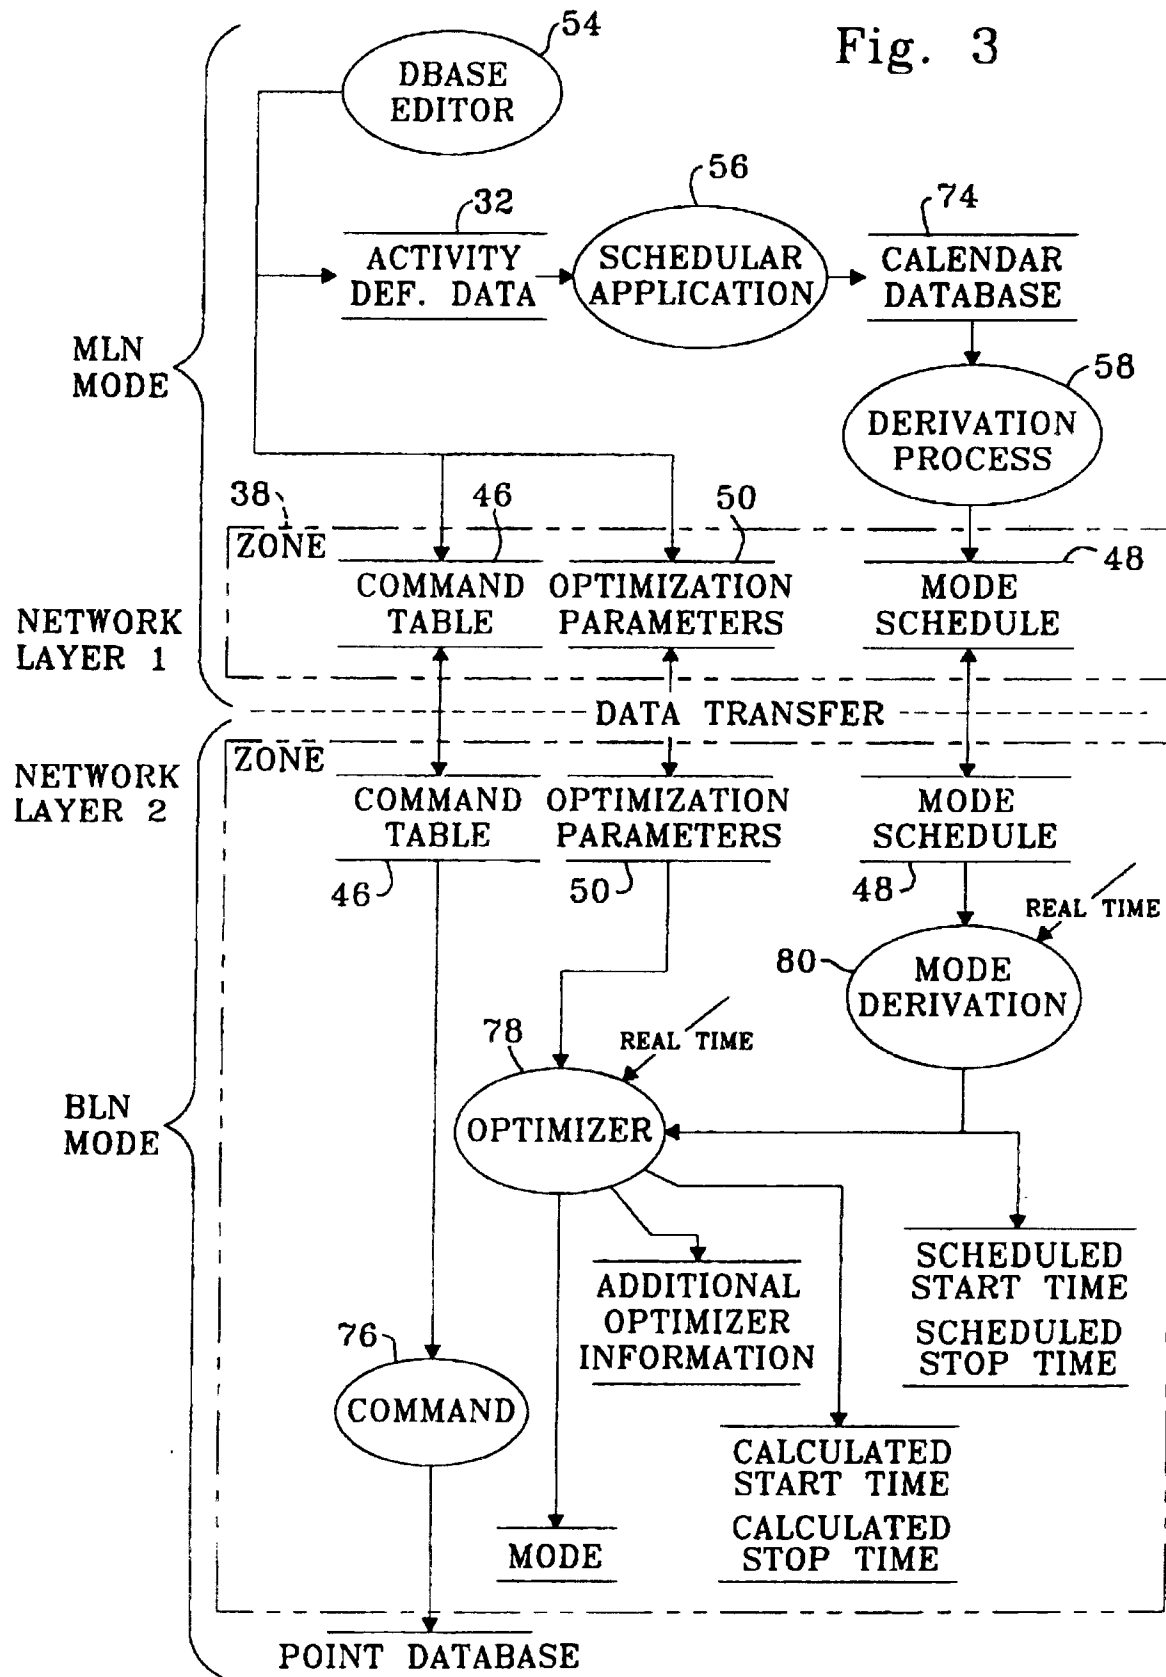 Fig. 3
54
DBASE
EDITOR
56
32
74
ACTIVITY
DEF. DATA
SCHEDULAR
APPLICATION
CALENDAR
DATABASE
MLN
MODE
58
DERIVATION
PROCESS
38
46
50
48
ZONE
COMMAND
TABLE
OPTIMIZATION
PARAMETERS
MODE
SCHEDULE
NETWORK
LAYER 1
DATA TRANSFER
ZONE
NETWORK
LAYER 2
COMMAND
TABLE
OPTIMIZATION
PARAMETERS
MODE
SCHEDULE
46
50
48
REAL TIME
80
MODE
DERIVATION
78
REAL TIME
BLN
MODE
OPTIMIZER
SCHEDULED
START TIME
SCHEDULED
STOP TIME
ADDITIONAL
OPTIMIZER
INFORMATION
76
COMMAND
CALCULATED
START TIME
CALCULATED
STOP TIME
MODE
POINT DATABASE